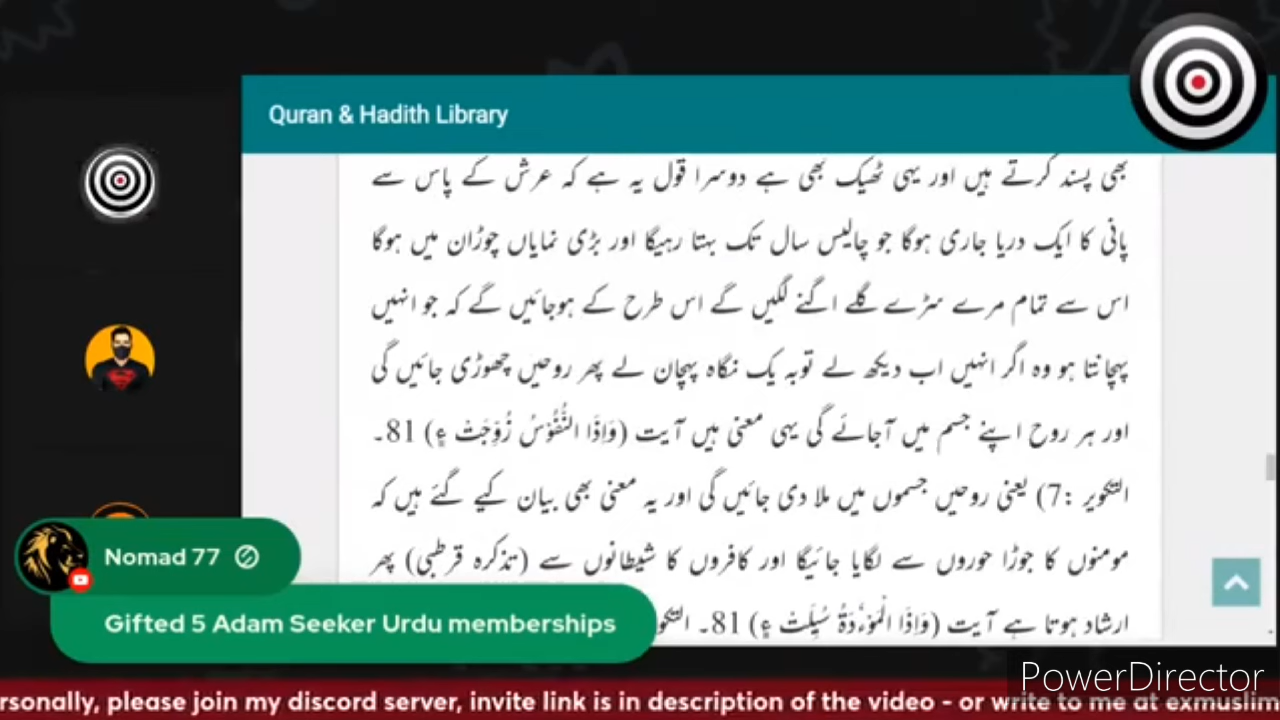 Quran & Hadith Library
بھی پسند کرتے ہیں اور یہی ٹھیک بھی ہے دوسرا قول یہ ہے کہ عرش کے پاس سے
پانی کا ایک دریا جاری ہوگا جو چالیس سال تک بہتا رہیگا اور بڑی نمایاں چوڑان میں ہوگا
اس سے تمام مرے سڑے گلے اگنے لگیں گے اس طرح کے ہوجائیں گے کہ جو انہیں
پہچانتا ہو وہ اگر انہیں اب دیکھ لے توبہ یک نگاہ پہچان لے پھر روحیں چھوڑی جائیں گی
اور ہر روح اپنے جسم میں آجائے گی یہی معنی ہیں آیت (وَاِذَا النُّفُوْسُ زُوِّجَتْ ۽) 81۔
التکویر :7) یعنی روحیں جسموں میں ملا دی جائیں گی اور یہ معنی بھی بیان کیے گئے ہیں کہ
مومنوں کا جوڑا حوروں سے لگایا جائیگا اور کافروں کا شیطانوں سے (تذکرہ قرطبی) پھر
ارشاد ہوتا ہے آیت (وَاِذَا الْمَوْءٗدَةُ سُىِٕلَتْ ۽) 81۔
Nomad 77
Gifted 5 Adam Seeker Urdu memberships
PowerDirector
rsonally, please join my discord server, invite link is in description of the video - or write to me at exmuslim